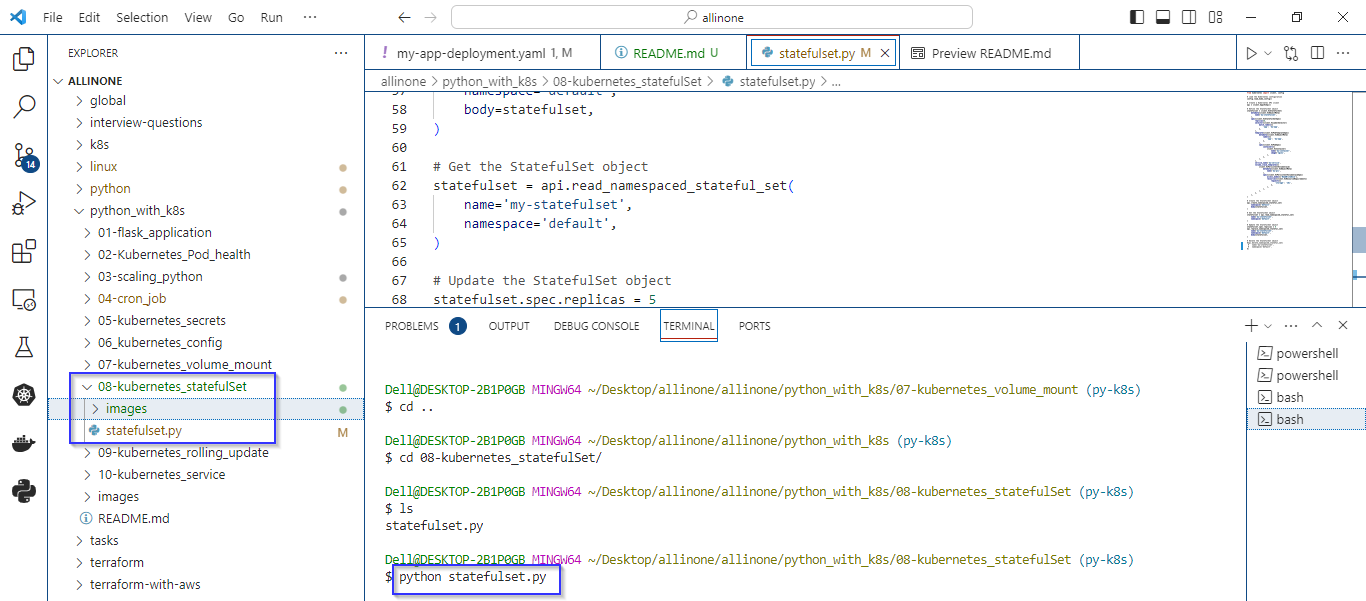 File Edit Selection View Go Run ··· allinone
EXPLORER ···
ALLINONE
global
interview-questions
k8s
linux
python
python_with_k8s
01-flask_application
02-Kubernetes_Pod_health
03-scaling_python
04-cron_job
05-kubernetes_secrets
06_kubernetes_config
07-kubernetes_volume_mount
08-kubernetes_statefulSet
images
statefulset.py M
09-kubernetes_rolling_update
10-kubernetes_service
images
README.md
tasks
terraform
terraform-with-aws
14
! my-app-deployment.yaml 1, M README.md U statefulset.py M Preview README.md
allinone > python_with_k8s > 08-kubernetes_statefulSet > statefulset.py > ...
57 namespace='default',
58 body=statefulset,
59 )
60
61 # Get the StatefulSet object
62 statefulset = api.read_namespaced_stateful_set(
63 name='my-statefulset',
64 namespace='default',
65 )
66
67 # Update the StatefulSet object
68 statefulset.spec.replicas = 5
PROBLEMS 1 OUTPUT DEBUG CONSOLE TERMINAL PORTS
Dell@DESKTOP-2B1P0GB MINGW64 ~/Desktop/allinone/allinone/python_with_k8s/07-kubernetes_volume_mount (py-k8s)
$ cd ..
Dell@DESKTOP-2B1P0GB MINGW64 ~/Desktop/allinone/allinone/python_with_k8s (py-k8s)
$ cd 08-kubernetes_statefulSet/
Dell@DESKTOP-2B1P0GB MINGW64 ~/Desktop/allinone/allinone/python_with_k8s/08-kubernetes_statefulSet (py-k8s)
$ ls
statefulset.py
Dell@DESKTOP-2B1P0GB MINGW64 ~/Desktop/allinone/allinone/python_with_k8s/08-kubernetes_statefulSet (py-k8s)
$ python statefulset.py
powershell
powershell
bash
bash